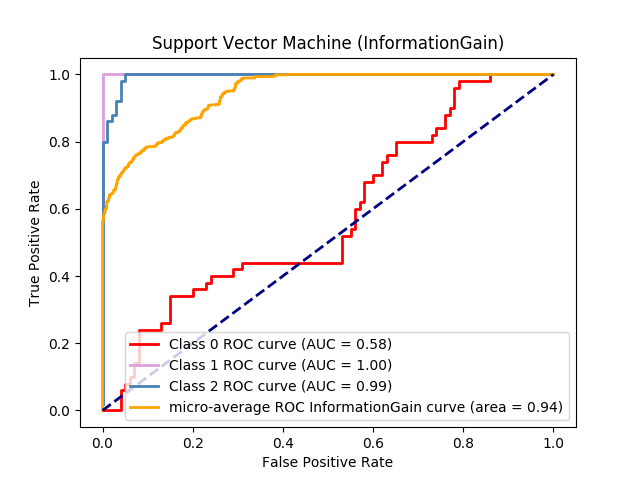 Support Vector Machine (InformationGain)
True Positive Rate
1.0
0.8
0.6
0.4
0.2
0.0
Class 0 ROC curve (AUC = 0.58)
Class 1 ROC curve (AUC = 1.00)
Class 2 ROC curve (AUC = 0.99)
micro-average ROC InformationGain curve (area = 0.94)
0.0 0.2 0.4 0.6 0.8 1.0
False Positive Rate